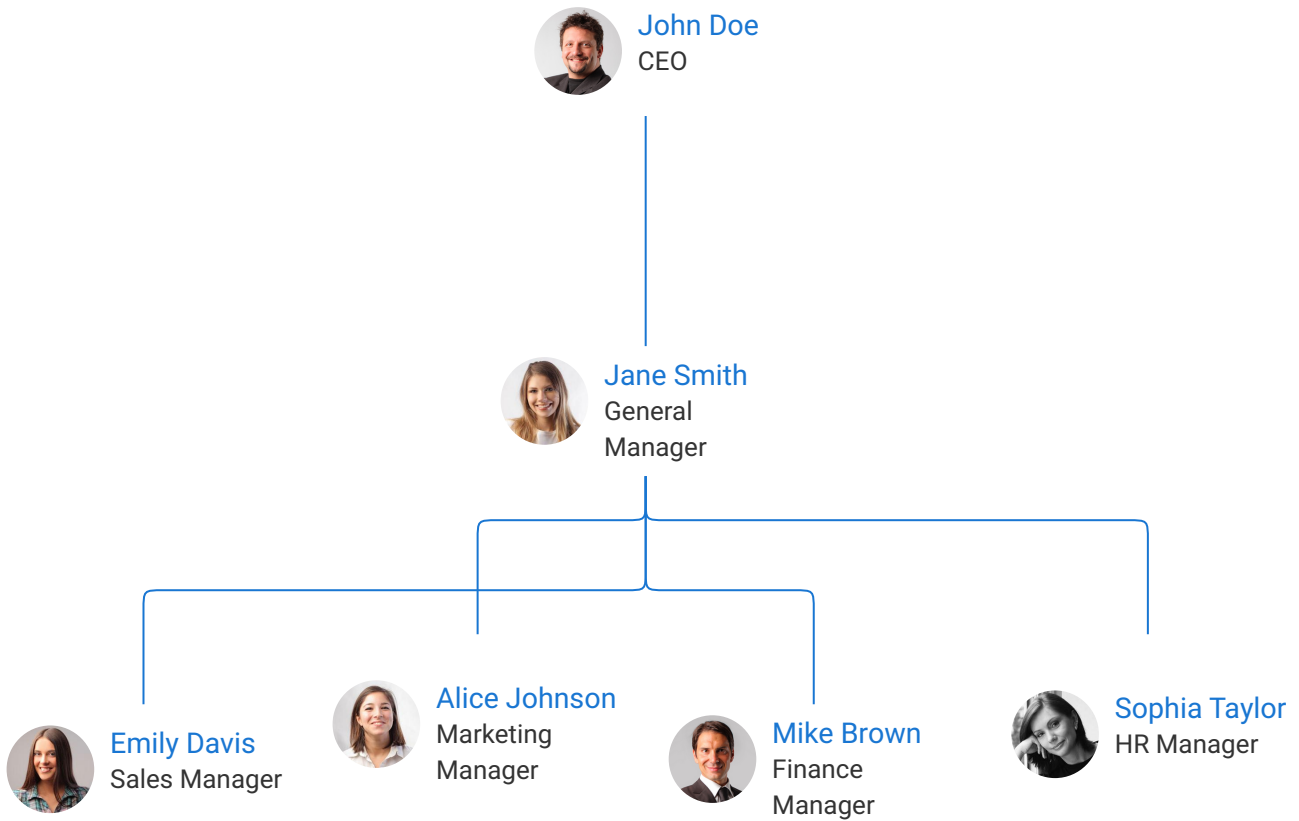 John Doe
CEO
Jane Smith
General
Manager
Emily Davis
Sales Manager
Alice Johnson
Marketing
Manager
Mike Brown
Finance
Manager
Sophia Taylor
HR Manager